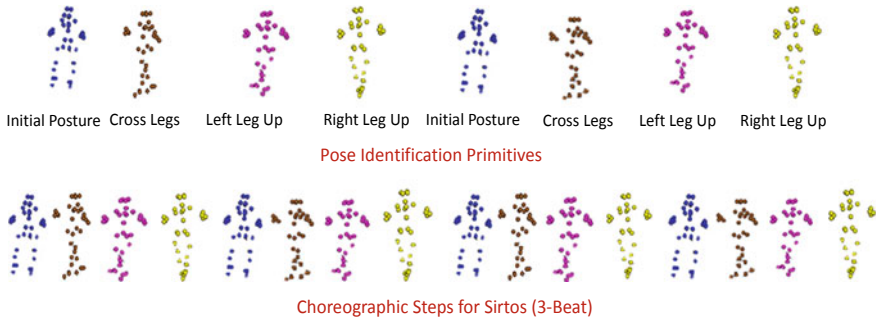 Initial Posture Cross Legs Left Leg Up Right Leg Up Initial Posture Cross Legs Left Leg Up Right Leg Up
Pose Identification Primitives
Choreographic Steps for Sirtos (3-Beat)